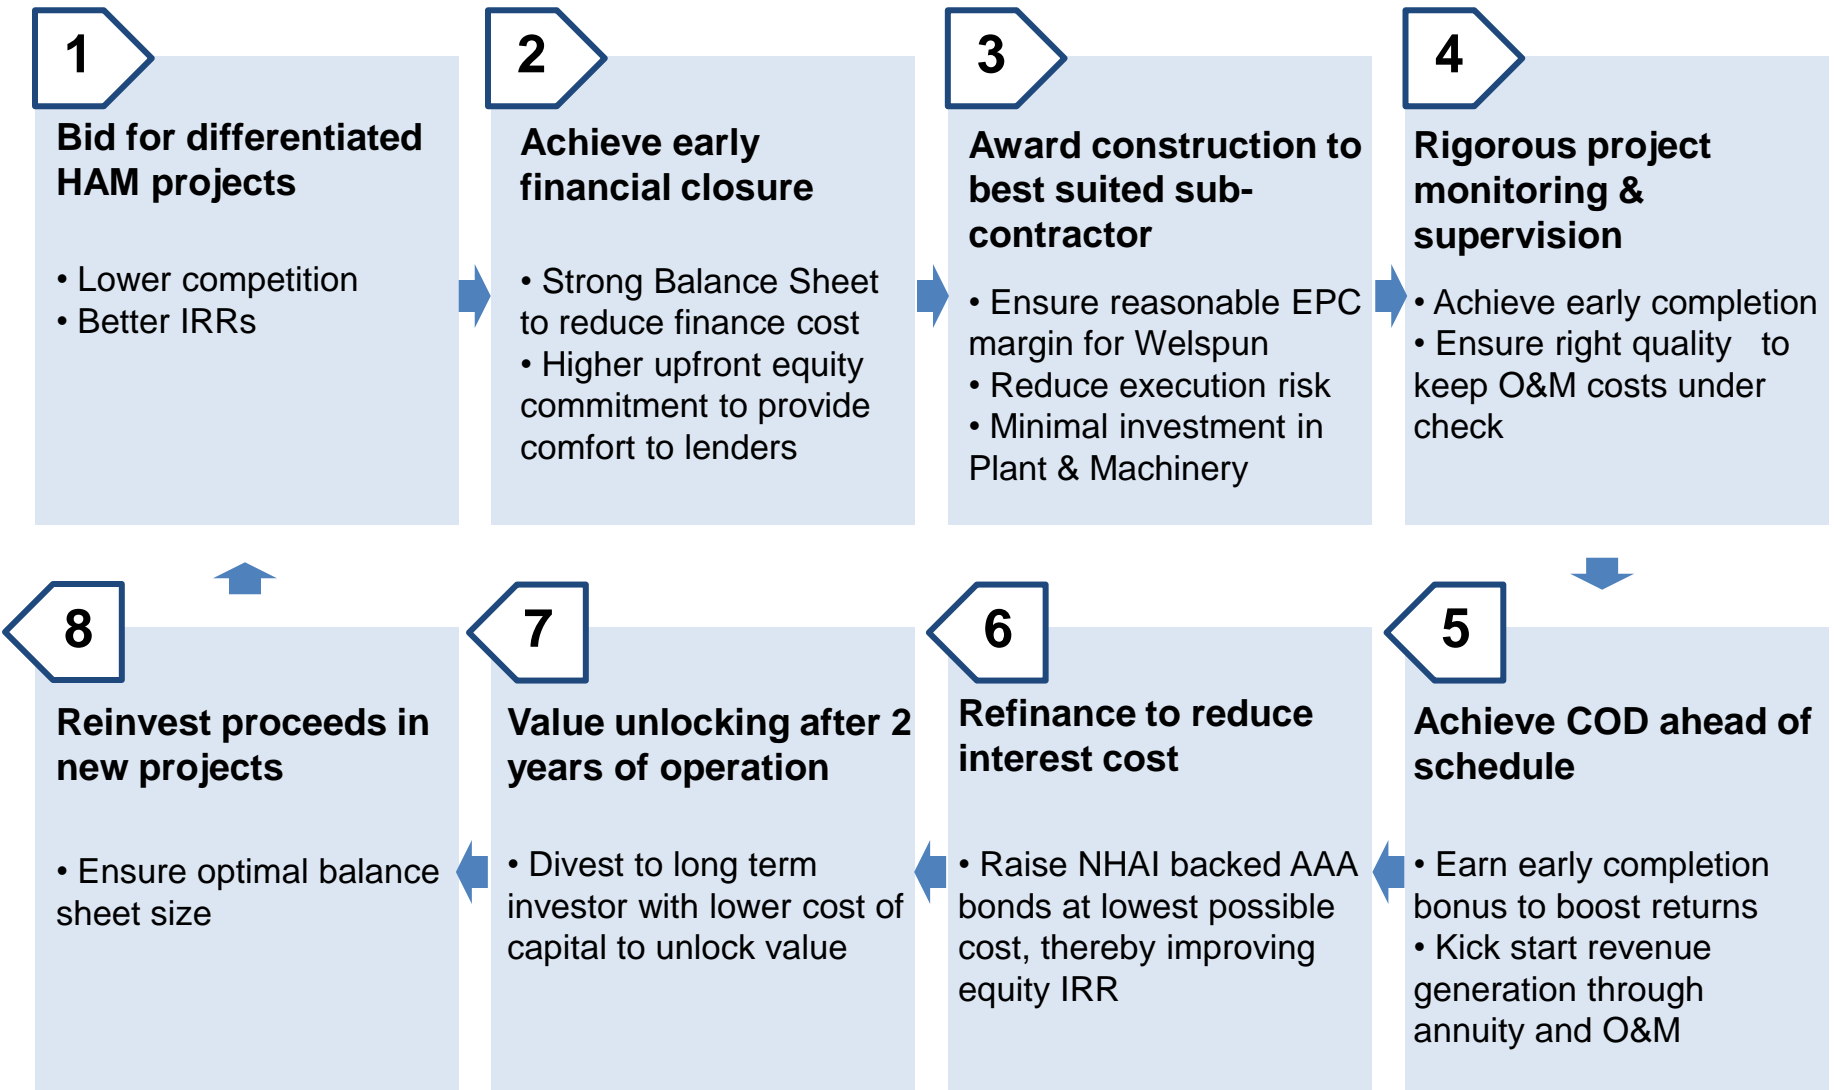 1
Bid for differentiated
HAM projects
• Lower competition
• Better IRRs
2
Achieve early
financial closure
• Strong Balance Sheet
to reduce finance cost
• Higher upfront equity
commitment to provide
comfort to lenders
3
Award construction to
best suited sub-
contractor
• Ensure reasonable EPC
margin for Welspun
• Reduce execution risk
• Minimal investment in
Plant & Machinery
4
Rigorous project
monitoring &
supervision
• Achieve early completion
• Ensure right quality to
keep O&M costs under
check
5
Achieve COD ahead of
schedule
• Earn early completion
bonus to boost returns
• Kick start revenue
generation through
annuity and O&M
6
Refinance to reduce
interest cost
• Raise NHAI backed AAA
bonds at lowest possible
cost, thereby improving
equity IRR
7
Value unlocking after 2
years of operation
• Divest to long term
investor with lower cost of
capital to unlock value
8
Reinvest proceeds in
new projects
• Ensure optimal balance
sheet size